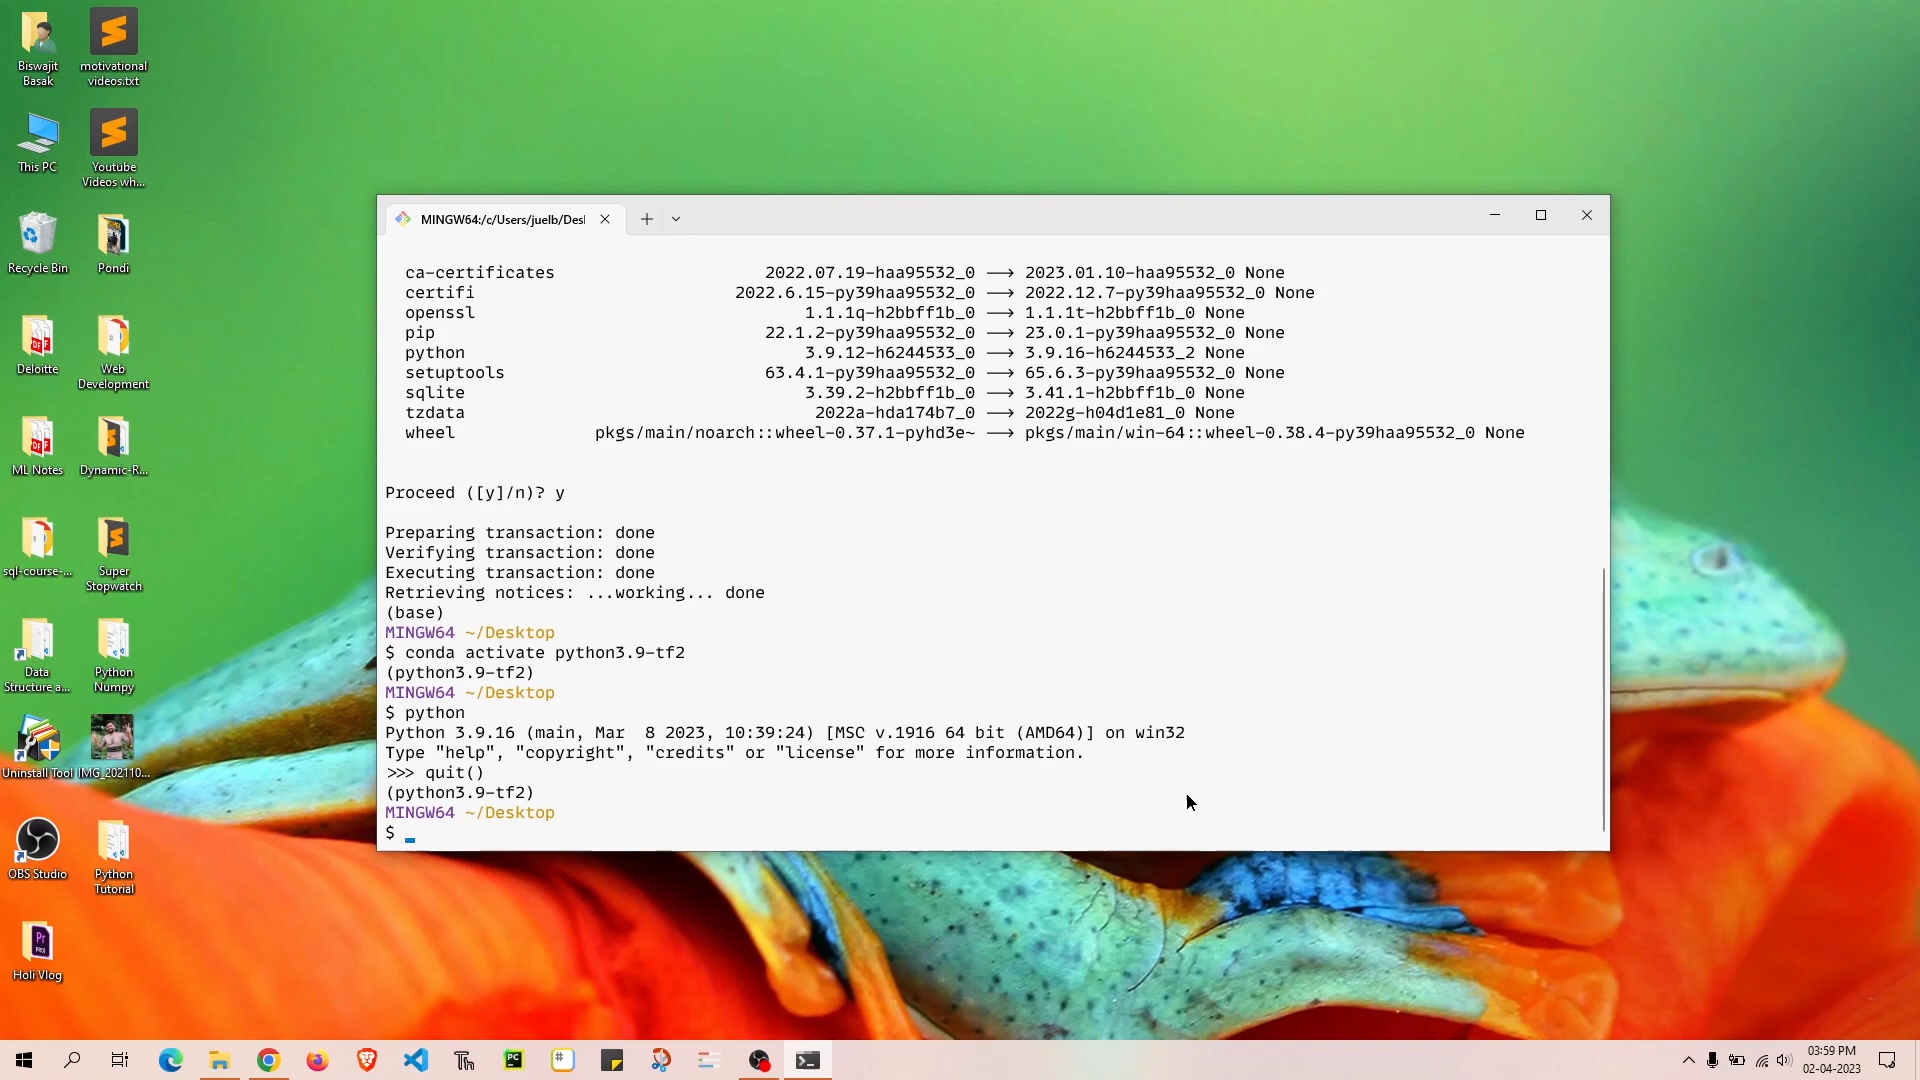 Biswajit Basak
motivational videos.txt
This PC
Youtube Videos wh...
Recycle Bin
Pondi
Deloitte
Web Development
ML Notes
Dynamic-R...
sql-course-...
Super Stopwatch
Data Structure a...
Python Numpy
Uninstall Tool
IMG_202110...
OBS Studio
Python Tutorial
Holi Vlog
MINGW64:/c/Users/juelb/Des
ca-certificates 2022.07.19-haa95532_0 --> 2023.01.10-haa95532_0 None
certifi 2022.6.15-py39haa95532_0 --> 2022.12.7-py39haa95532_0 None
openssl 1.1.1q-h2bbff1b_0 --> 1.1.1t-h2bbff1b_0 None
pip 22.1.2-py39haa95532_0 --> 23.0.1-py39haa95532_0 None
python 3.9.12-h6244533_0 --> 3.9.16-h6244533_2 None
setuptools 63.4.1-py39haa95532_0 --> 65.6.3-py39haa95532_0 None
sqlite 3.39.2-h2bbff1b_0 --> 3.41.1-h2bbff1b_0 None
tzdata 2022a-hda174b7_0 --> 2022g-h04d1e81_0 None
wheel pkgs/main/noarch::wheel-0.37.1-pyhd3e~ --> pkgs/main/win-64::wheel-0.38.4-py39haa95532_0 None
Proceed ([y]/n)? y
Preparing transaction: done
Verifying transaction: done
Executing transaction: done
Retrieving notices: ...working... done
(base)
MINGW64 ~/Desktop
$ conda activate python3.9-tf2
(python3.9-tf2)
MINGW64 ~/Desktop
$ python
Python 3.9.16 (main, Mar  8 2023, 10:39:24) [MSC v.1916 64 bit (AMD64)] on win32
Type "help", "copyright", "credits" or "license" for more information.
>>> quit()
(python3.9-tf2)
MINGW64 ~/Desktop
$
03:59 PM
02-04-2023